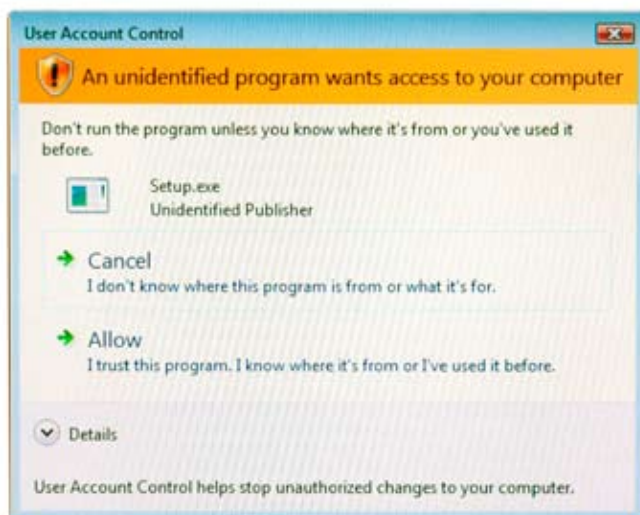 User Account Control
An unidentified program wants access to your computer
Don't run the program unless you know where it's from or you've used it
before.
Setup.exe
Unidentified Publisher
Cancel
I don't know where this program is from or what it's for.
Allow
I trust this program. I know where it's from or I've used it before.
Details
User Account Control helps stop unauthorized changes to your computer.